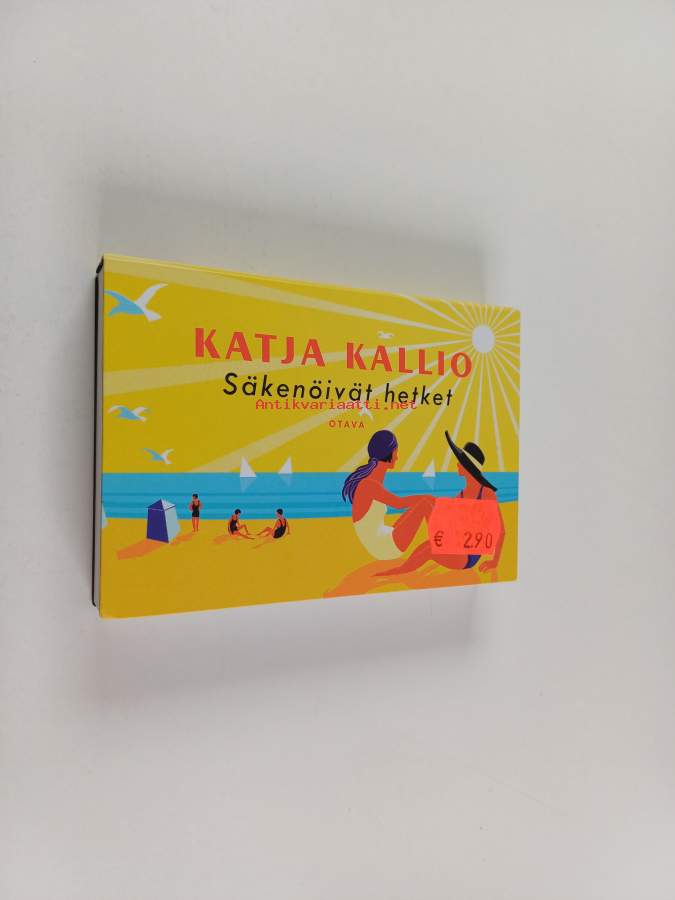 KATJA KALLIO
Säkenöivät hetket
Antikvariaatti.net
OTAVA
€ 2.90